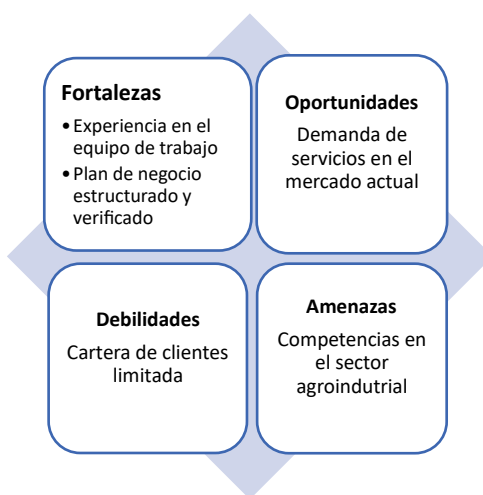 Fortalezas
•Experiencia en el
equipo de trabajo
•Plan de negocio
estructurado y
verificado
Oportunidades
Demanda de
servicios en el
mercado actual
Debilidades
Cartera de clientes
limitada
Amenazas
Competencias en
el sector
agroindutrial